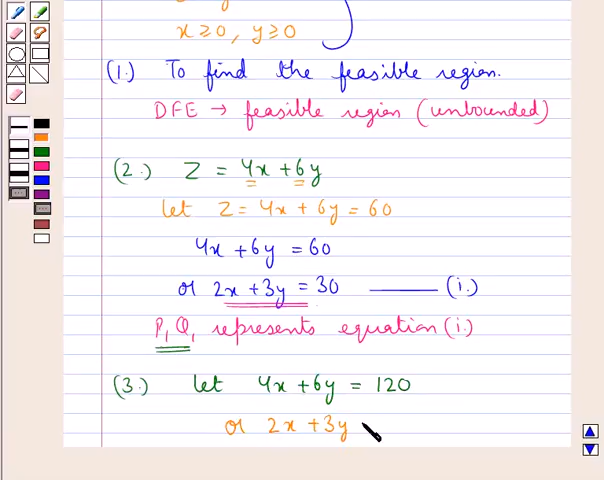 x ≥ 0, y ≥ 0
(1.) To find the feasible region.
DFE → feasible region (unbounded)
(2.) Z = 4x + 6y
let Z = 4x + 6y = 60
4x + 6y = 60
or 2x + 3y = 30 ——— (i.)
P₁Q₁ represents equation (i.)
(3.) let 4x + 6y = 120
or 2x + 3y